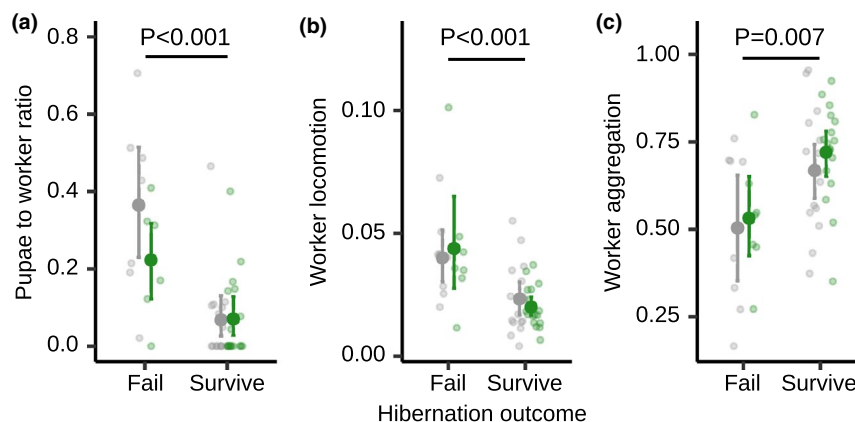 (a)
P<0.001
0.8
0.6
0.4
0.2
0.0
Pupae to worker ratio
Fail Survive
(b)
P<0.001
0.10
0.05
0.00
Worker locomotion
Fail Survive
(c)
P=0.007
1.00
0.75
0.50
0.25
Worker aggregation
Fail Survive
Hibernation outcome